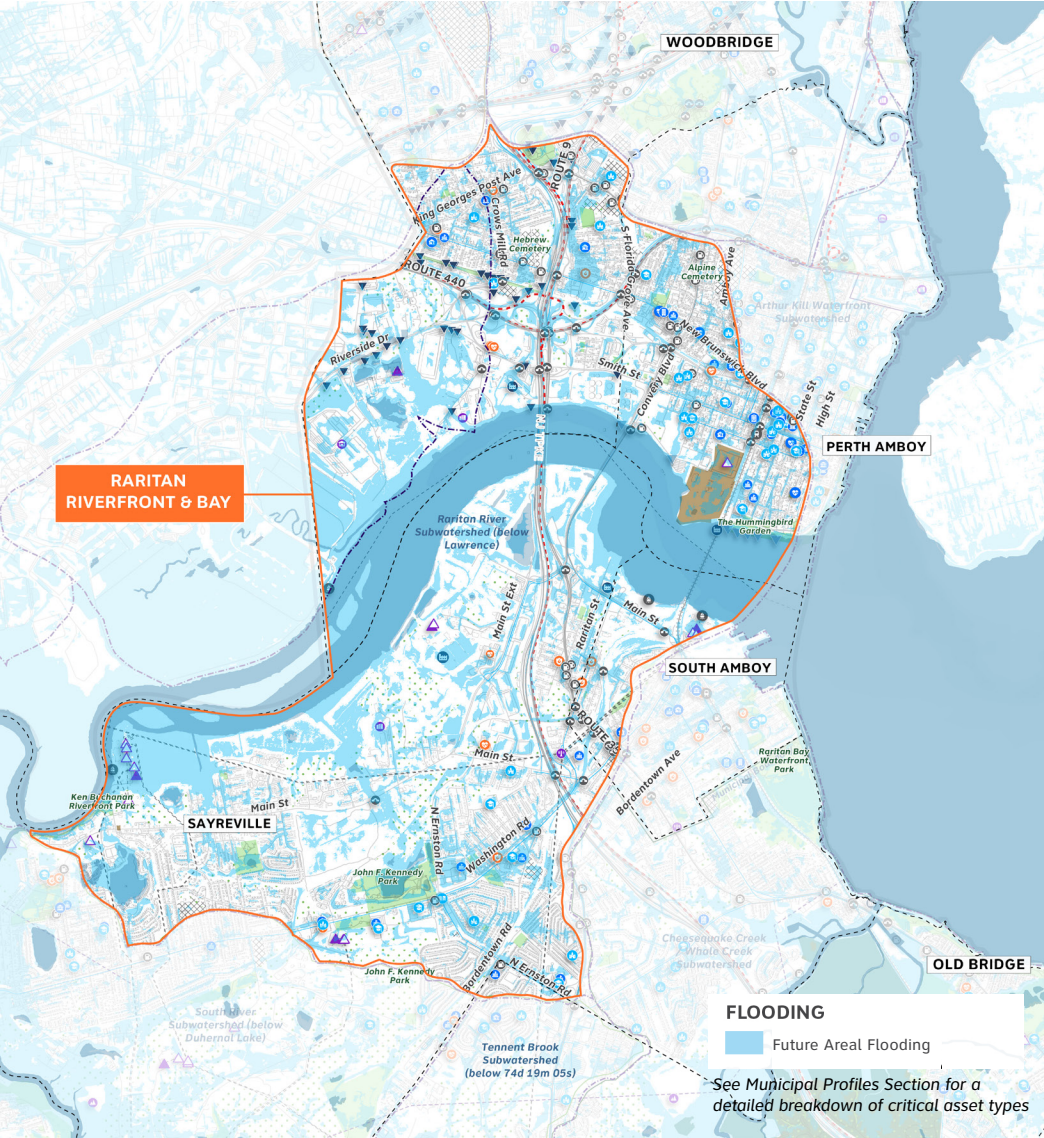 WOODBRIDGE
ROUTE 9
King Georges Post Ave
Crows Mill Rd
Hebrew
Cemetery
S Florida Grove Ave
Alpine
Cemetery
Amboy Ave
ROUTE 440
Arthur Kill Waterfront
Subwatershed
Riverside Dr
New Brunswick Blvd
Smith St
Convery Blvd
State St
High St
NJ TPKE
PERTH AMBOY
RARITAN
RIVERFRONT & BAY
Raritan River
Subwatershed (below
Lawrence)
The Hummingbird
Garden
Main St Ext
Raritan St
Main St
SOUTH AMBOY
ROUTE 35
Main St
Bordentown Ave
Raritan Bay
Waterfront
Park
Ken Buchanan
Riverfront Park
Main St
SAYREVILLE
N Ernston Rd
Washington Rd
John F. Kennedy
Park
Cheesequake Creek
/ Whale Creek
Subwatershed
Bordentown Rd
N Ernston Rd
John F. Kennedy
Park
OLD BRIDGE
South River
Subwatershed (below
Duhernal Lake)
Tennent Brook
Subwatershed
(below 74d 19m 05s)
FLOODING
Future Areal Flooding
See Municipal Profiles Section for a
detailed breakdown of critical asset types